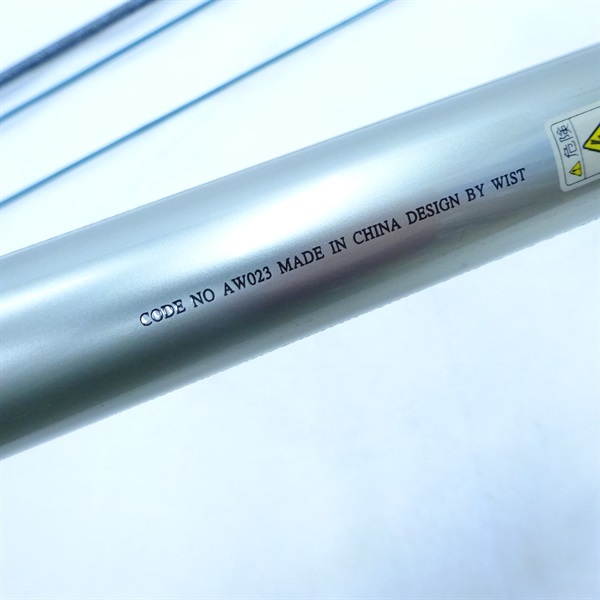 CODE NO AW023 MADE IN CHINA DESIGN BY WIST
危険